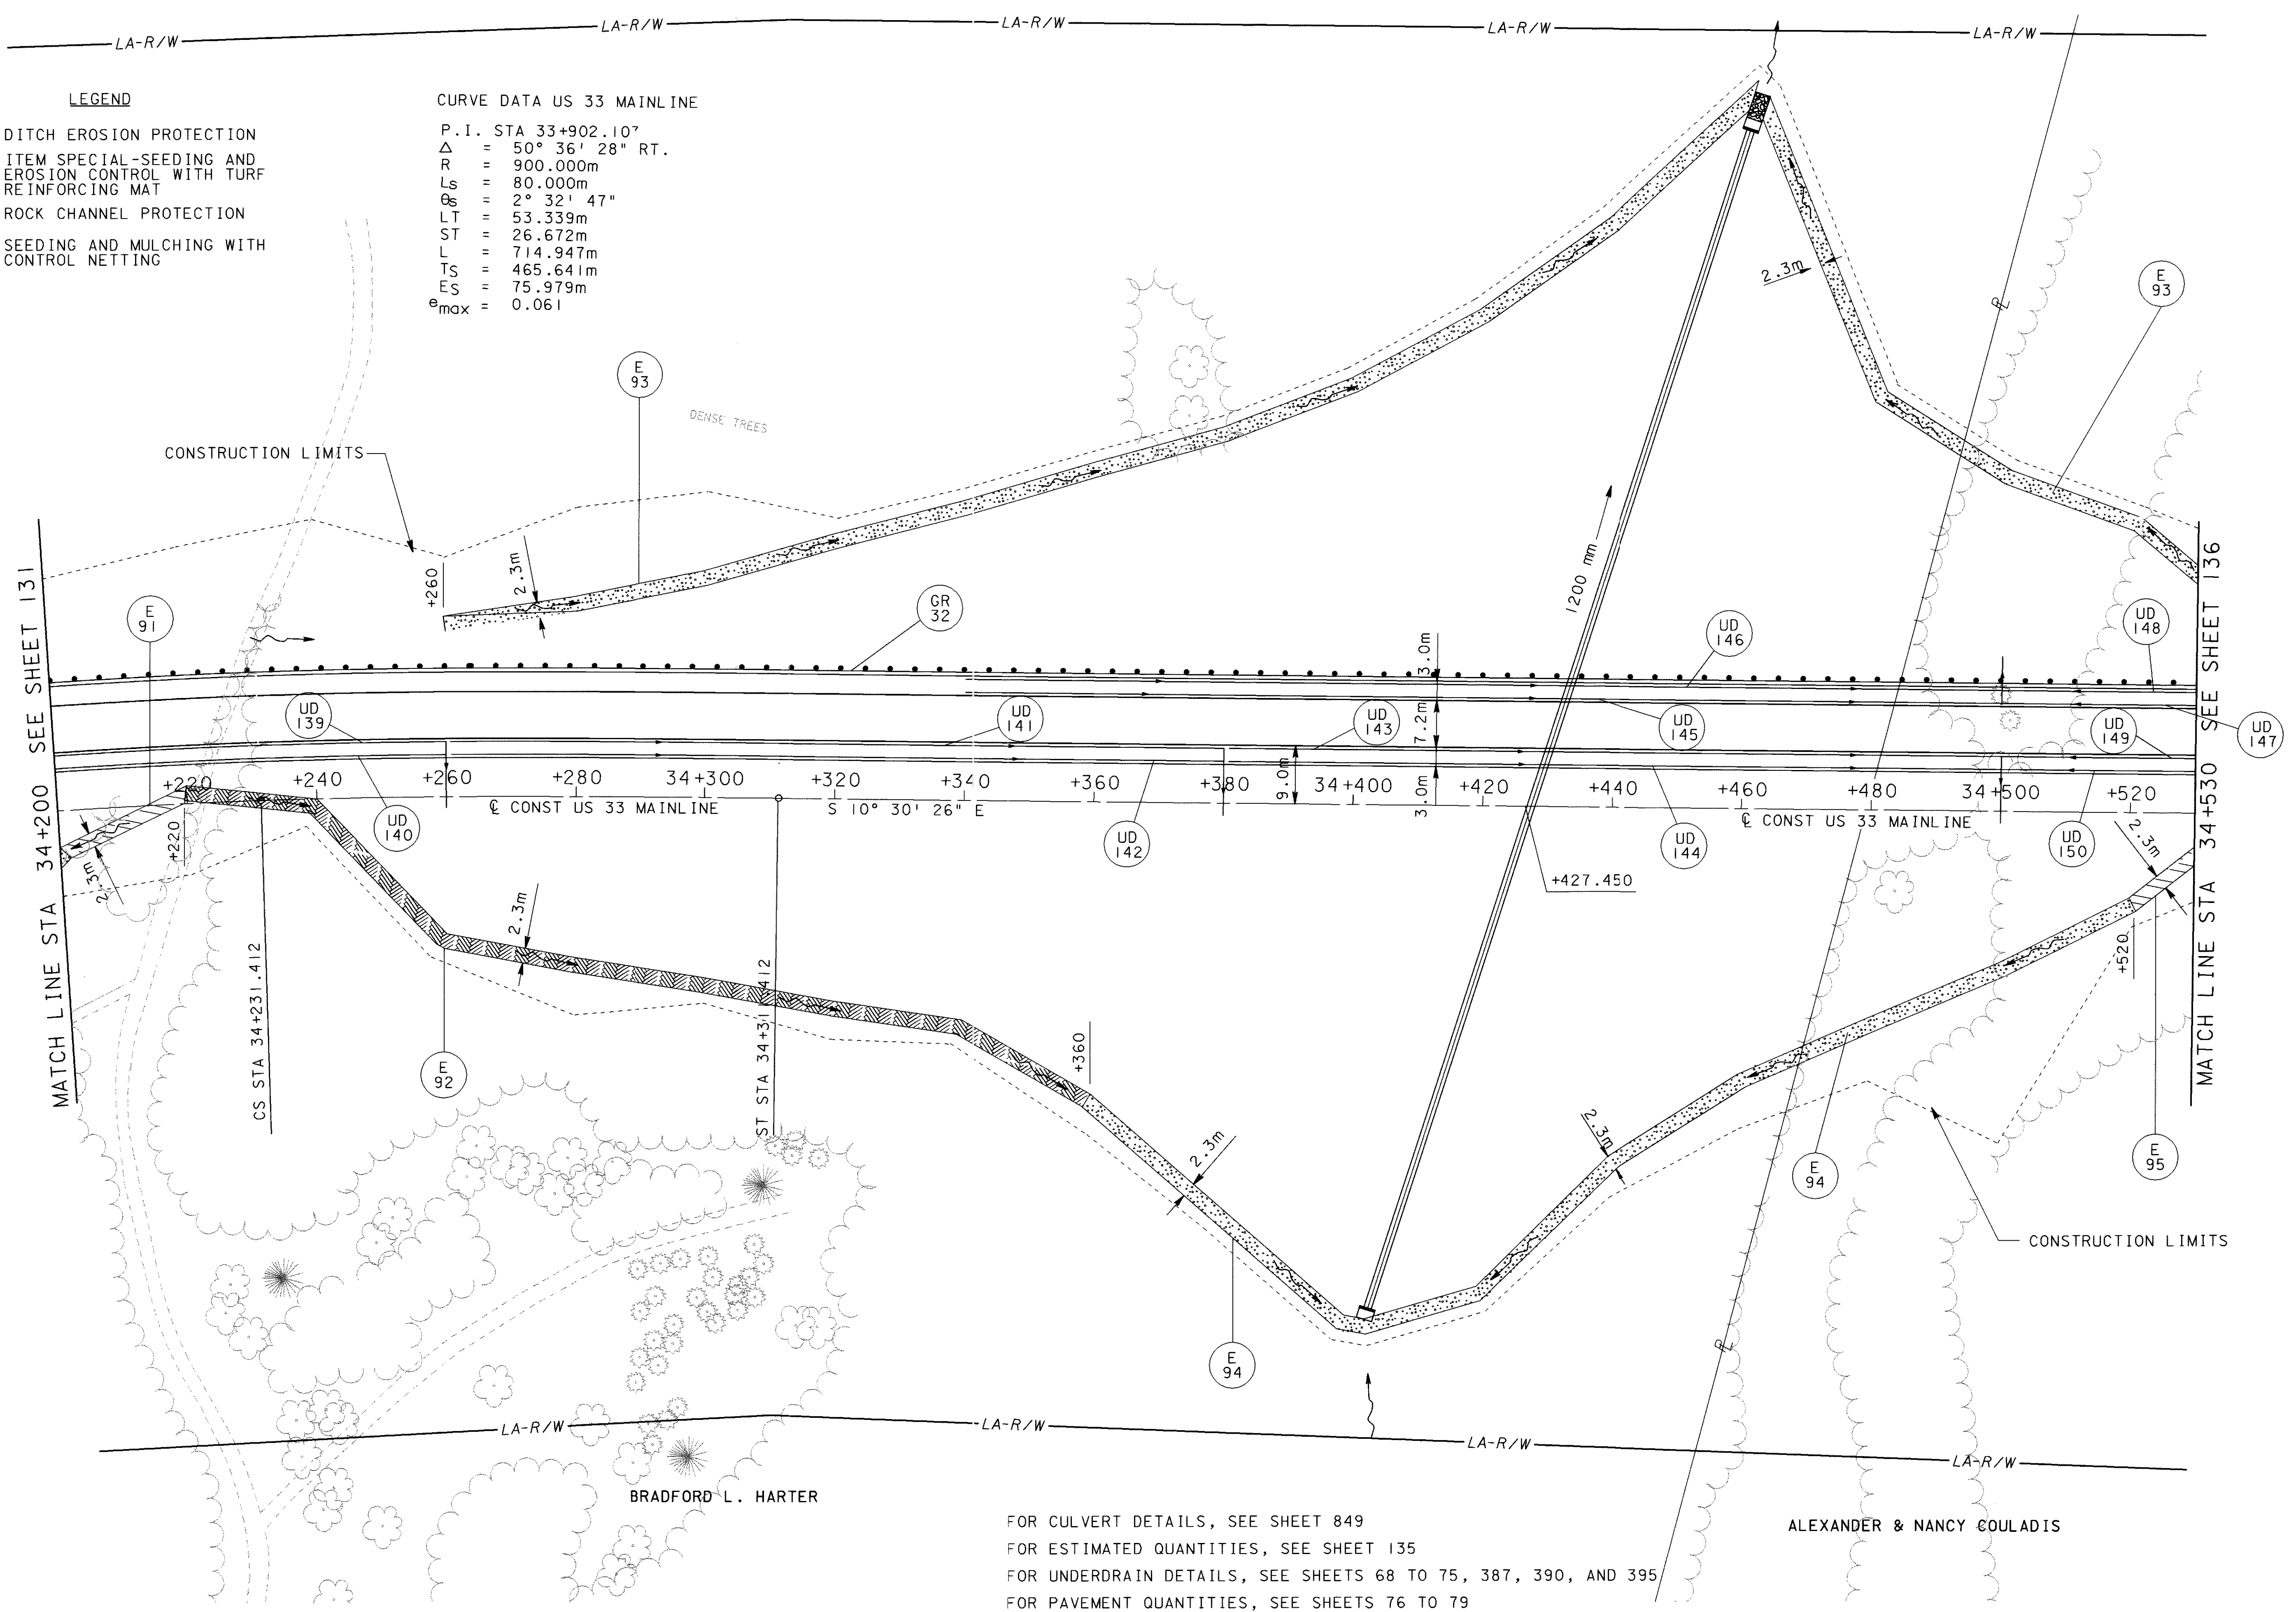 LA-R/W
LA-R/W
LA-R/W
LA-R/W
LA-R/W
LEGEND
DITCH EROSION PROTECTION
ITEM SPECIAL-SEEDING AND
EROSION CONTROL WITH TURF
REINFORCING MAT
ROCK CHANNEL PROTECTION
SEEDING AND MULCHING WITH
CONTROL NETTING
CURVE DATA US 33 MAINLINE
P.I. STA 33+902.107
Δ = 50° 36' 28" RT.
R = 900.000m
Ls = 80.000m
θs = 2° 32' 47"
LT = 53.339m
ST = 26.672m
L = 714.947m
TS = 465.641m
ES = 75.979m
emax = 0.061
2.3m
E
93
E
93
DENSE TREES
CONSTRUCTION LIMITS
+260
2.3m
1200 mm
MATCH LINE STA 34+200 SEE SHEET 131
MATCH LINE STA 34+530 SEE SHEET 136
E
91
GR
32
UD
146
UD
148
3.0m
UD
139
UD
141
UD
143
7.2m
UD
145
UD
149
UD
147
+220
+240
+260
+280
34+300
+320
+340
+360
+380
9.0m
34+400
3.0m
+420
+440
+460
+480
34+500
+520
℄ CONST US 33 MAINLINE
S 10° 30' 26" E
℄ CONST US 33 MAINLINE
+220
UD
140
UD
142
UD
144
UD
150
2.3m
2.3m
+427.450
2.3m
+520
CS STA 34+231.412
ST STA 34+311.412
+360
E
92
2.3m
2.3m
E
94
E
95
CONSTRUCTION LIMITS
E
94
℄
℄
LA-R/W
LA-R/W
LA-R/W
LA-R/W
BRADFORD L. HARTER
ALEXANDER & NANCY COULADIS
FOR CULVERT DETAILS, SEE SHEET 849
FOR ESTIMATED QUANTITIES, SEE SHEET 135
FOR UNDERDRAIN DETAILS, SEE SHEETS 68 TO 75, 387, 390, AND 395
FOR PAVEMENT QUANTITIES, SEE SHEETS 76 TO 79